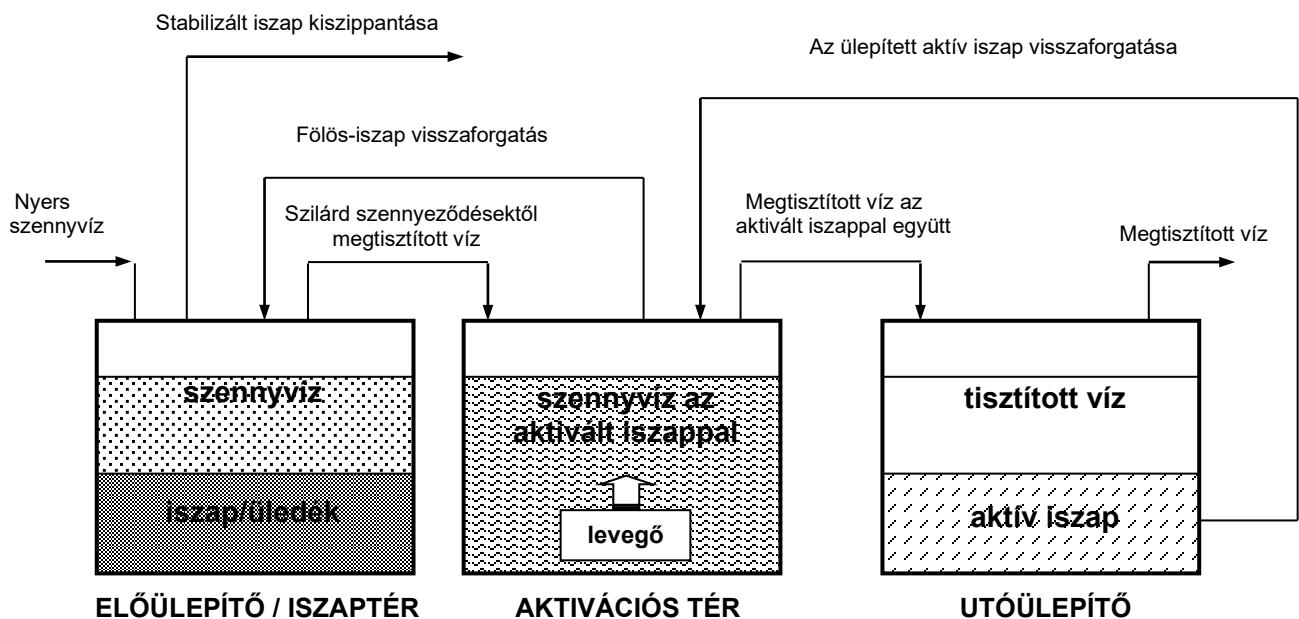 Stabilizált iszap kiszippantása
Az ülepített aktív iszap visszaforgatása
Fölös-iszap visszaforgatás
Nyers
szennyvíz
Szilárd szennyeződésektől
megtisztított víz
Megtisztított víz az
aktivált iszappal együtt
Megtisztított víz
szennyvíz
iszap/üledék
szennyvíz az
aktivált iszappal
levegő
tisztított víz
aktív iszap
ELŐÜLEPÍTŐ / ISZAPTÉR
AKTIVÁCIÓS TÉR
UTÓÜLEPÍTŐ